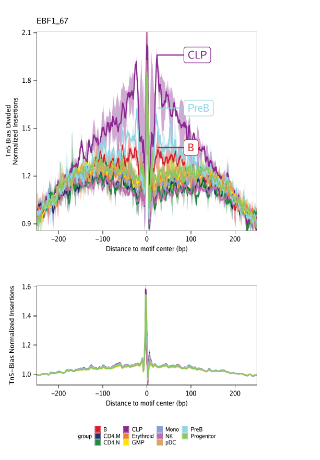 EBF1_67
Tn5-Bias Divided
Normalized Insertions
2.1
1.8
1.5
1.2
0.9
CLP
PreB
B
−200
−100
0
100
200
Distance to motif center (bp)
Tn5-Bias Normalized Insertions
1.6
1.4
1.2
1.0
−200
−100
0
100
200
Distance to motif center (bp)
group
B
CLP
Mono
PreB
CD4.M
Erythroid
NK
Progenitor
CD4.N
GMP
pDC